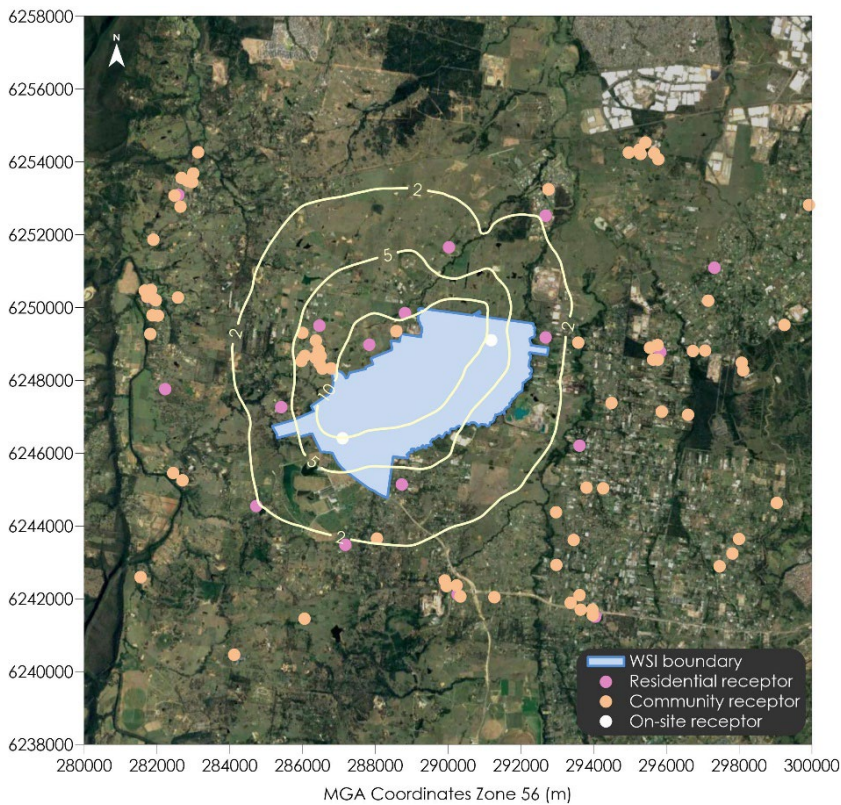 6258000
N
6256000
6254000
2
6252000
5
6250000
2
2
6248000
10
6246000
5
6244000
2
6242000
WSI boundary
Residential receptor
6240000
Community receptor
On-site receptor
6238000
280000 282000 284000 286000 288000 290000 292000 294000 296000 298000 300000
MGA Coordinates Zone 56 (m)